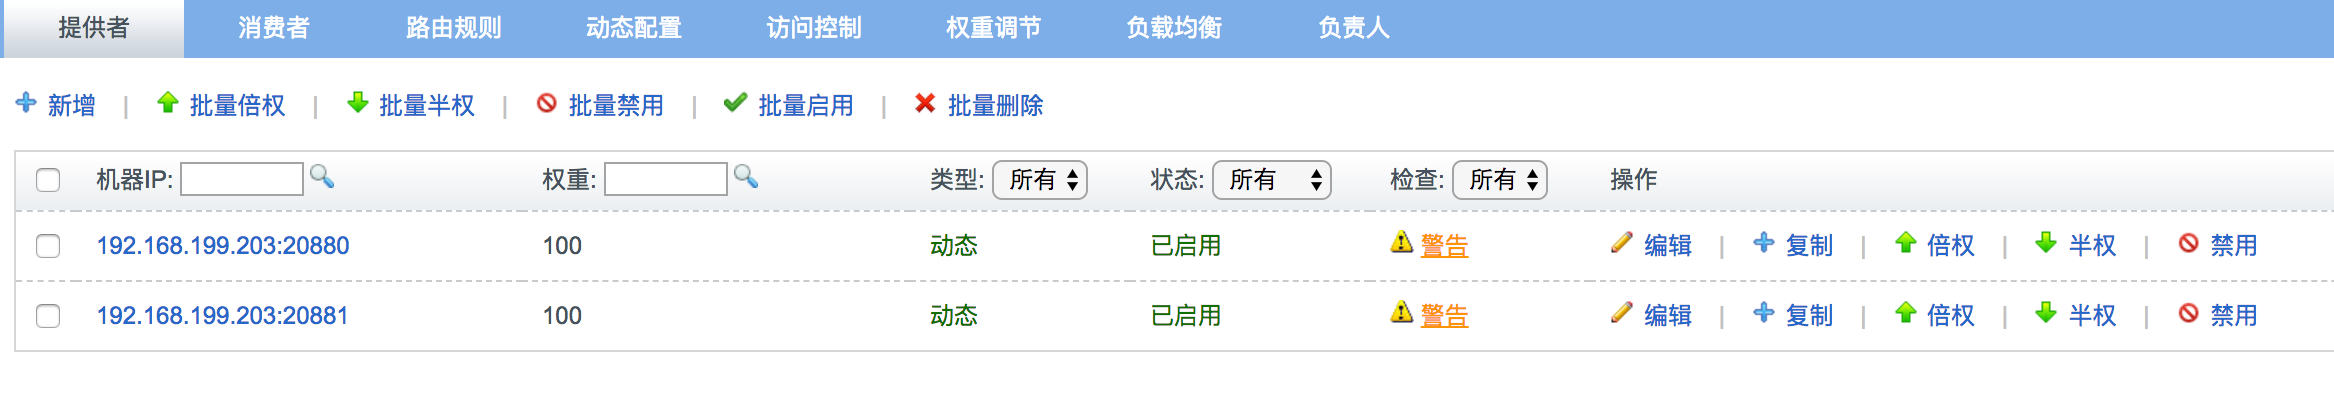 提供者 消费者 路由规则 动态配置 访问控制 权重调节 负载均衡 负责人
新增 | 批量倍权 | 批量半权 | 批量禁用 | 批量启用 | 批量删除
机器IP: 权重: 类型: 所有 状态: 所有 检查: 所有 操作
192.168.199.203:20880 100 动态 已启用 警告 编辑 | 复制 | 倍权 | 半权 | 禁用
192.168.199.203:20881 100 动态 已启用 警告 编辑 | 复制 | 倍权 | 半权 | 禁用